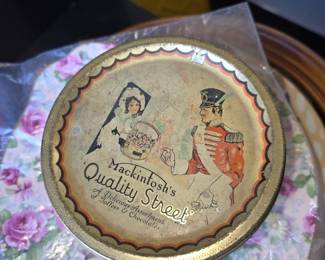 Mackintosh's
"Quality Street"
A Delicious Assortment
of Toffees & Chocolates.